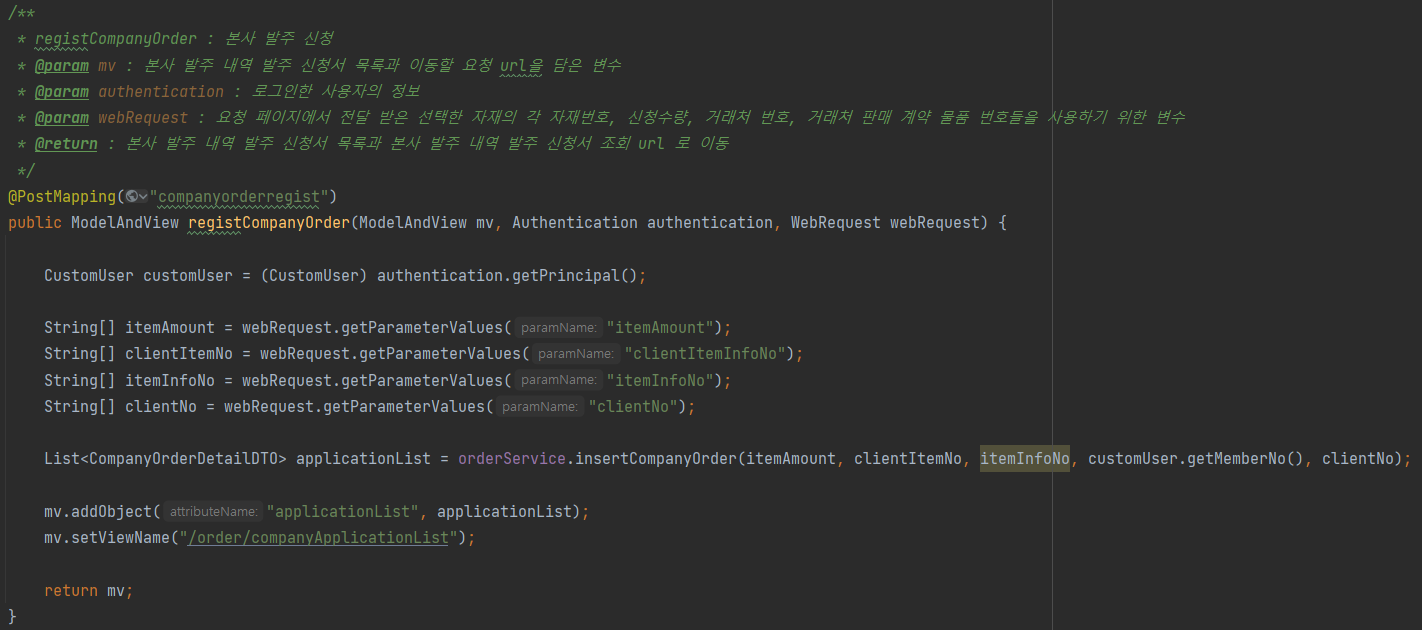 /**
 * registCompanyOrder : 본사 발주 신청
 * @param mv : 본사 발주 내역 발주 신청서 목록과 이동할 요청 url을 담은 변수
 * @param authentication : 로그인한 사용자의 정보
 * @param webRequest : 요청 페이지에서 전달 받은 선택한 자재의 각 자재번호, 신청수량, 거래처 번호, 거래처 판매 계약 물품 번호들을 사용하기 위한 변수
 * @return : 본사 발주 내역 발주 신청서 목록과 본사 발주 내역 발주 신청서 조회 url 로 이동
 */
@PostMapping("companyorderregist")
public ModelAndView registCompanyOrder(ModelAndView mv, Authentication authentication, WebRequest webRequest) {
    CustomUser customUser = (CustomUser) authentication.getPrincipal();
    String[] itemAmount = webRequest.getParameterValues( paramName: "itemAmount");
    String[] clientItemNo = webRequest.getParameterValues( paramName: "clientItemInfoNo");
    String[] itemInfoNo = webRequest.getParameterValues( paramName: "itemInfoNo");
    String[] clientNo = webRequest.getParameterValues( paramName: "clientNo");
    List<CompanyOrderDetailDTO> applicationList = orderService.insertCompanyOrder(itemAmount, clientItemNo, itemInfoNo, customUser.getMemberNo(), clientNo);
    mv.addObject( attributeName: "applicationList", applicationList);
    mv.setViewName("/order/companyApplicationList");
    return mv;
}